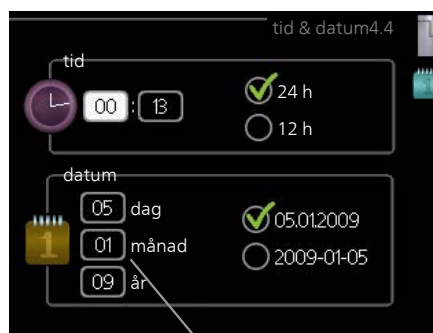 tid & datum4.4
tid
00 : 13
24 h
12 h
datum
05 dag
01 månad
09 år
05.01.2009
2009-01-05